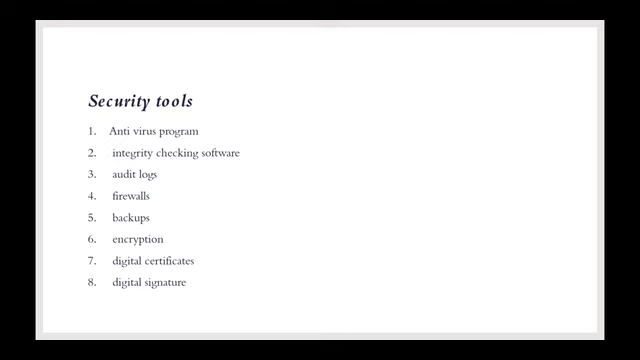 Security tools
1. Anti virus program
2. integrity checking software
3. audit logs
4. firewalls
5. backups
6. encryption
7. digital certificates
8. digital signature